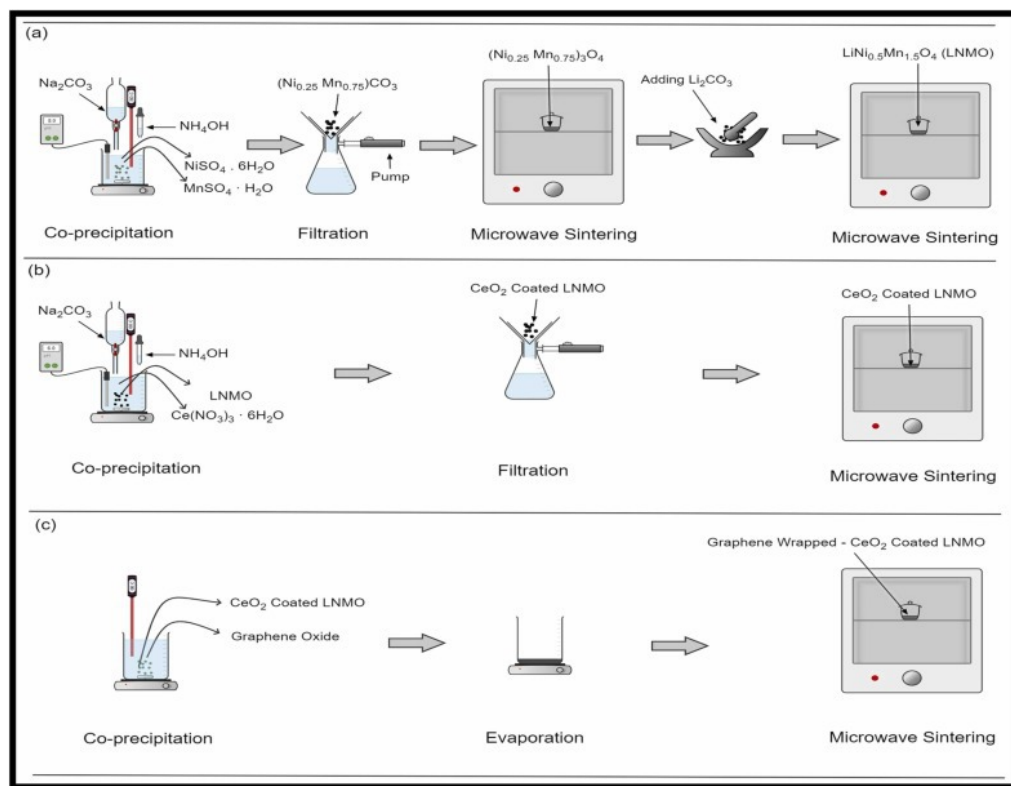 (a)
(Ni₀.₂₅ Mn₀.₇₅)₃O₄
LiNi₀.₅Mn₁.₅O₄ (LNMO)
Na₂CO₃
(Ni₀.₂₅ Mn₀.₇₅)CO₃
Adding Li₂CO₃
NH₄OH
NiSO₄ . 6H₂O
MnSO₄ · H₂O
Pump
Co-precipitation
Filtration
Microwave Sintering
Microwave Sintering
(b)
CeO₂ Coated LNMO
CeO₂ Coated LNMO
Na₂CO₃
NH₄OH
LNMO
Ce(NO₃)₃ · 6H₂O
Co-precipitation
Filtration
Microwave Sintering
(c)
Graphene Wrapped - CeO₂ Coated LNMO
CeO₂ Coated LNMO
Graphene Oxide
Co-precipitation
Evaporation
Microwave Sintering